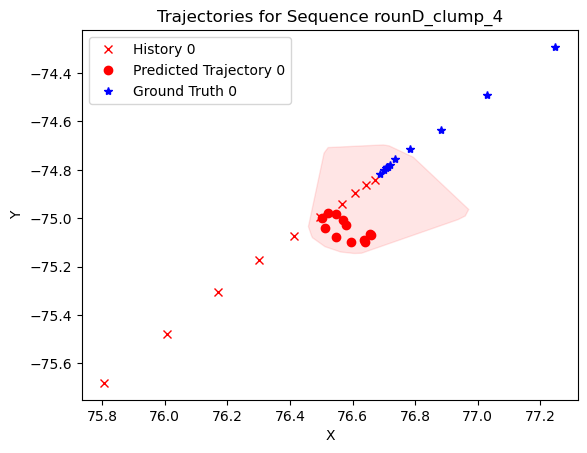 Trajectories for Sequence rounD_clump_4
History 0
Predicted Trajectory 0
Ground Truth 0
−74.4
−74.6
−74.8
−75.0
−75.2
−75.4
−75.6
Y
75.8 76.0 76.2 76.4 76.6 76.8 77.0 77.2
X